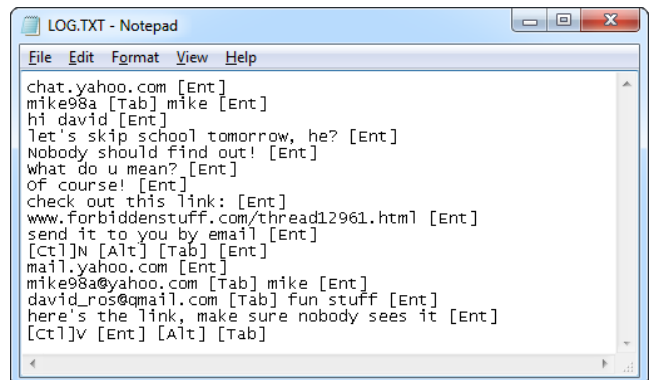 LOG.TXT - Notepad
File Edit Format View Help
chat.yahoo.com [Ent]
mike98a [Tab] mike [Ent]
hi david [Ent]
let's skip school tomorrow, he? [Ent]
Nobody should find out! [Ent]
What do u mean? [Ent]
Of course! [Ent]
check out this link: [Ent]
www.forbiddenstuff.com/thread12961.html [Ent]
send it to you by email [Ent]
[Ctl]N [Alt] [Tab] [Ent]
mail.yahoo.com [Ent]
mike98a@yahoo.com [Tab] mike [Ent]
david_ros@qmail.com [Tab] fun stuff [Ent]
here's the link, make sure nobody sees it [Ent]
[Ctl]V [Ent] [Alt] [Tab]